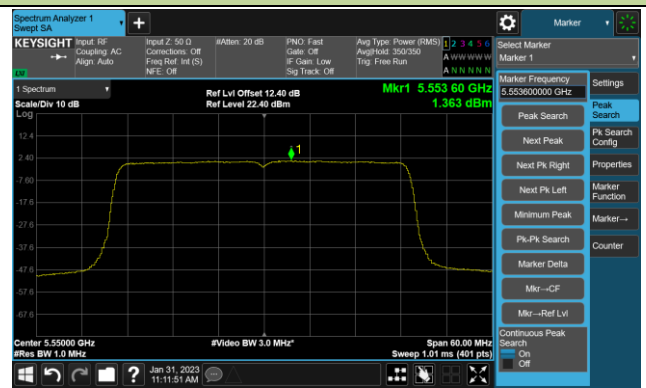 Spectrum Analyzer 1
Swept SA
Marker
KEYSIGHT
Input: RF
Coupling: AC
Align: Auto
Input Z: 50 Ω
Corrections: Off
Freq Ref: Int (S)
NFE: Off
#Atten: 20 dB
PNO: Fast
Gate: Off
IF Gain: Low
Sig Track: Off
Avg Type: Power (RMS)
Avg|Hold: 350/350
Trig: Free Run
1 2 3 4 5 6
A W W W W W
A N N N N N
Select Marker
Marker 1
1 Spectrum
Scale/Div 10 dB
Log
Ref Lvl Offset 12.40 dB
Ref Level 22.40 dBm
Mkr1 5.553 60 GHz
1.363 dBm
1
12.4
2.40
-7.60
-17.6
-27.6
-37.6
-47.6
-57.6
-67.6
Center 5.55000 GHz
#Res BW 1.0 MHz
#Video BW 3.0 MHz*
Span 60.00 MHz
Sweep 1.01 ms (401 pts)
Marker Frequency
5.553600000 GHz
Peak Search
Next Peak
Next Pk Right
Next Pk Left
Minimum Peak
Pk-Pk Search
Marker Delta
Mkr→CF
Mkr→Ref Lvl
Continuous Peak
Search
On
Off
Settings
Peak
Search
Pk Search
Config
Properties
Marker
Function
Marker→
Counter
Jan 31, 2023
11:11:51 AM